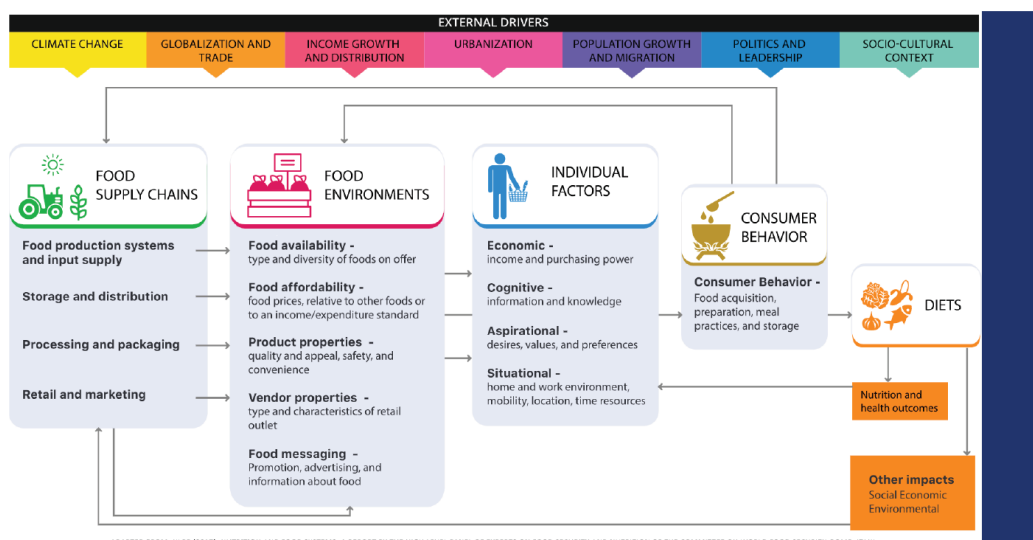 EXTERNAL DRIVERS
CLIMATE CHANGE
GLOBALIZATION AND
TRADE
INCOME GROWTH
AND DISTRIBUTION
URBANIZATION
POPULATION GROWTH
AND MIGRATION
POLITICS AND
LEADERSHIP
SOCIO-CULTURAL
CONTEXT
FOOD
SUPPLY CHAINS
Food production systems
and input supply
Storage and distribution
Processing and packaging
Retail and marketing
FOOD
ENVIRONMENTS
Food availability -
type and diversity of foods on offer
Food affordability -
food prices, relative to other foods or
to an income/expenditure standard
Product properties -
quality and appeal, safety, and
convenience
Vendor properties -
type and characteristics of retail
outlet
Food messaging -
Promotion, advertising, and
information about food
INDIVIDUAL
FACTORS
Economic -
income and purchasing power
Cognitive -
information and knowledge
Aspirational -
desires, values, and preferences
Situational -
home and work environment,
mobility, location, time resources
CONSUMER
BEHAVIOR
Consumer Behavior -
Food acquisition,
preparation, meal
practices, and storage
DIETS
Nutrition and
health outcomes
Other impacts
Social Economic
Environmental